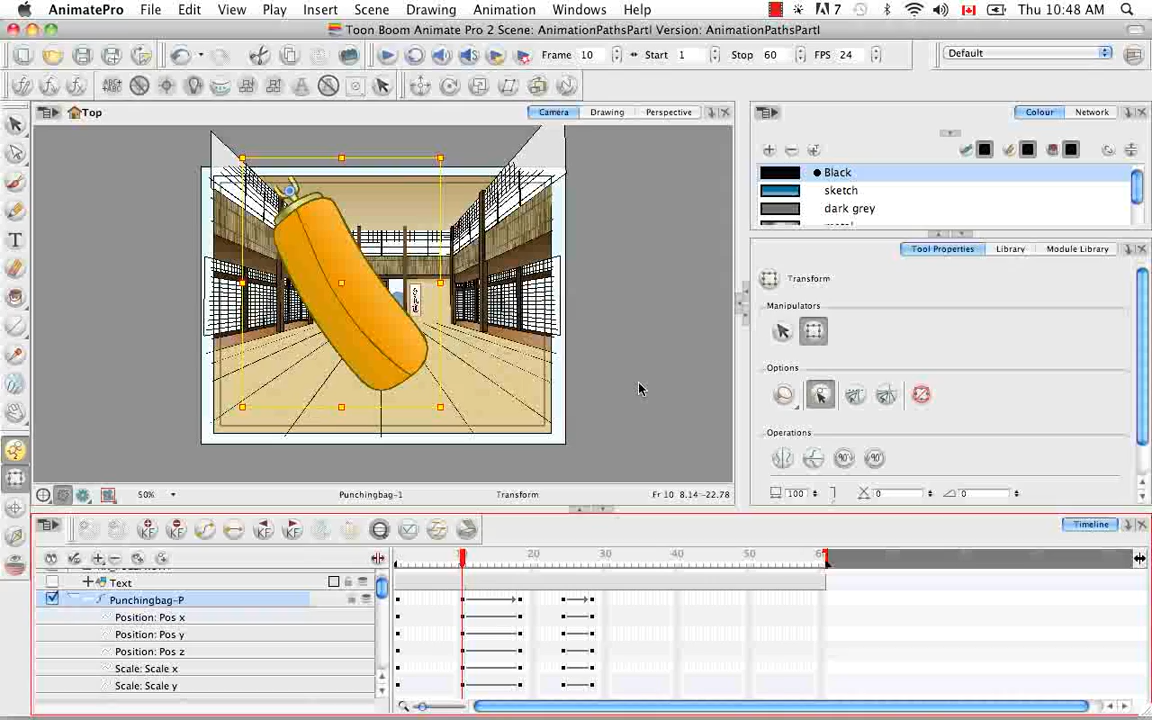 AnimatePro File Edit View Play Insert Scene Drawing Animation Windows Help 7 Thu 10:48 AM
Toon Boom Animate Pro 2 Scene: AnimationPathsPartI Version: AnimationPathsPartI
Frame 10 Start 1 Stop 60 FPS 24 Default
Top Camera Drawing Perspective
Colour Network
Black
sketch
dark grey
Tool Properties Library Module Library
Transform
Manipulators
Options
Operations
100 0 0
50% Punchingbag-1 Transform Fr 10 8.14 -22.78
Timeline
20 30 40 50
Text
Punchingbag-P
Position: Pos x
Position: Pos y
Position: Pos z
Scale: Scale x
Scale: Scale y